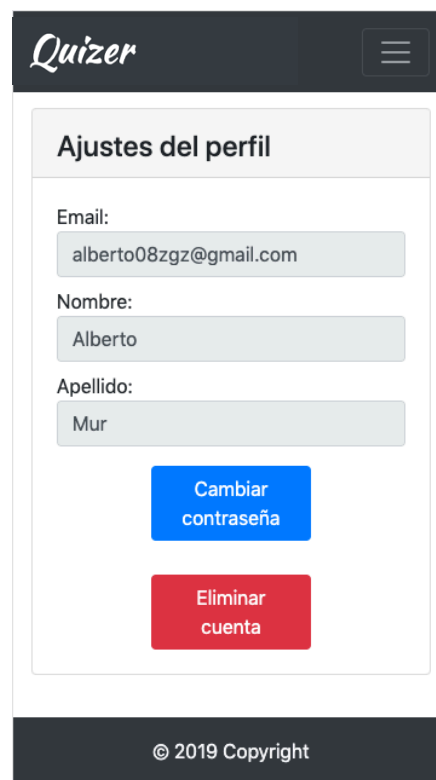 Quizer
Ajustes del perfil
Email:
alberto08zgz@gmail.com
Nombre:
Alberto
Apellido:
Mur
Cambiar
contraseña
Eliminar
cuenta
© 2019 Copyright